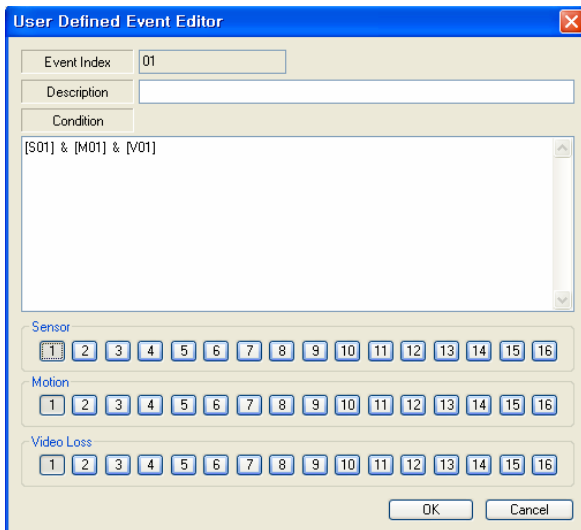 User Defined Event Editor
Event Index 01
Description
Condition
[S01] & [M01] & [V01]
Sensor
1 2 3 4 5 6 7 8 9 10 11 12 13 14 15 16
Motion
1 2 3 4 5 6 7 8 9 10 11 12 13 14 15 16
Video Loss
1 2 3 4 5 6 7 8 9 10 11 12 13 14 15 16
OK Cancel